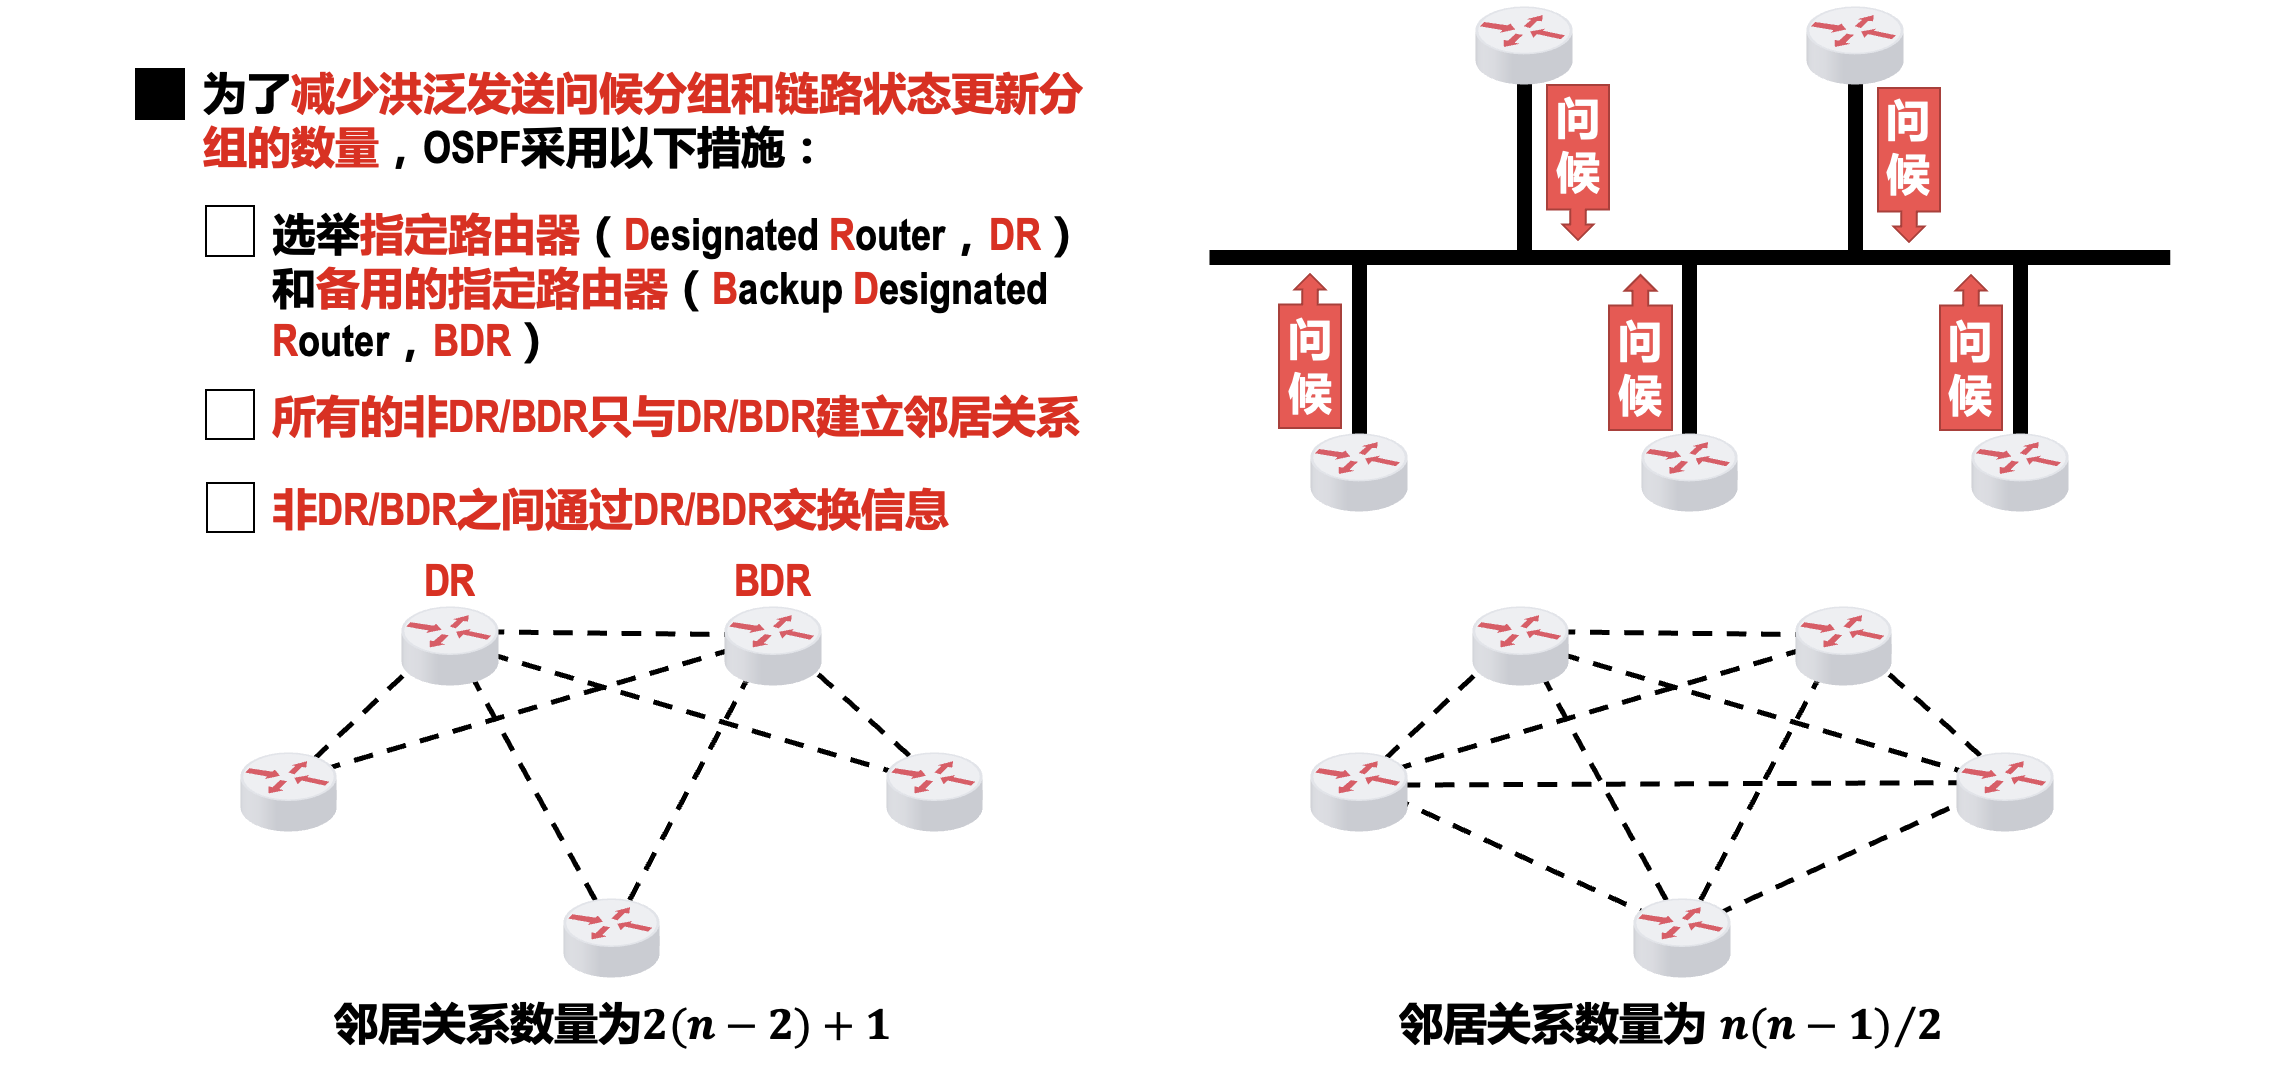 为了减少洪泛发送问候分组和链路状态更新分
组的数量，OSPF采用以下措施：
选举指定路由器（Designated Router，DR）
和备用的指定路由器（Backup Designated
Router，BDR）
所有的非DR/BDR只与DR/BDR建立邻居关系
非DR/BDR之间通过DR/BDR交换信息
问候
问候
问候
问候
问候
DR
BDR
邻居关系数量为2(n − 2) + 1
邻居关系数量为 n(n − 1)/2